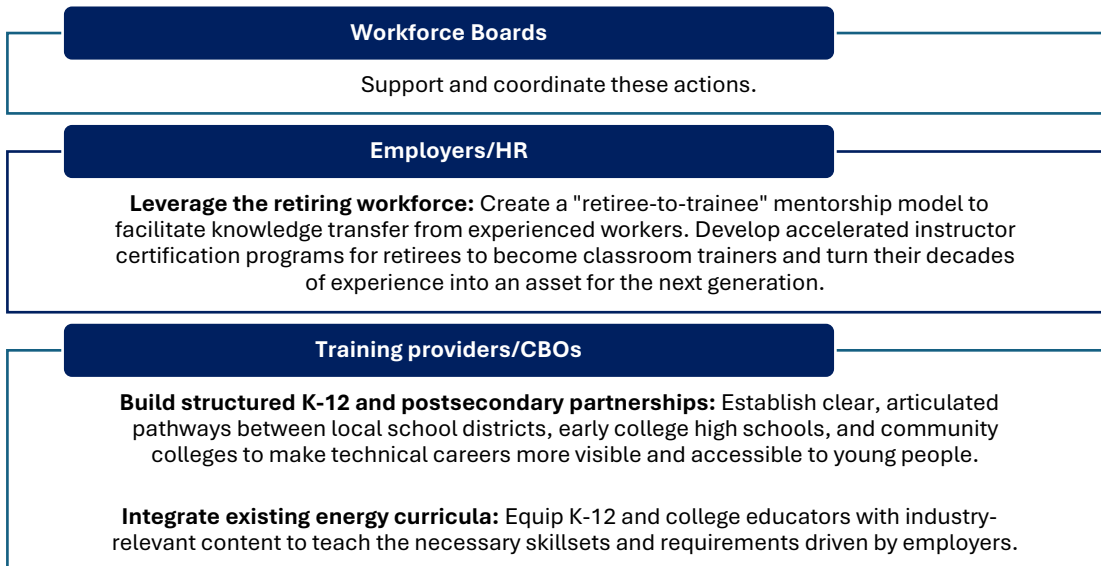 Workforce Boards
Support and coordinate these actions.
Employers/HR
Leverage the retiring workforce: Create a "retiree-to-trainee" mentorship model to
facilitate knowledge transfer from experienced workers. Develop accelerated instructor
certification programs for retirees to become classroom trainers and turn their decades
of experience into an asset for the next generation.
Training providers/CBOs
Build structured K-12 and postsecondary partnerships: Establish clear, articulated
pathways between local school districts, early college high schools, and community
colleges to make technical careers more visible and accessible to young people.
Integrate existing energy curricula: Equip K-12 and college educators with industry-
relevant content to teach the necessary skillsets and requirements driven by employers.